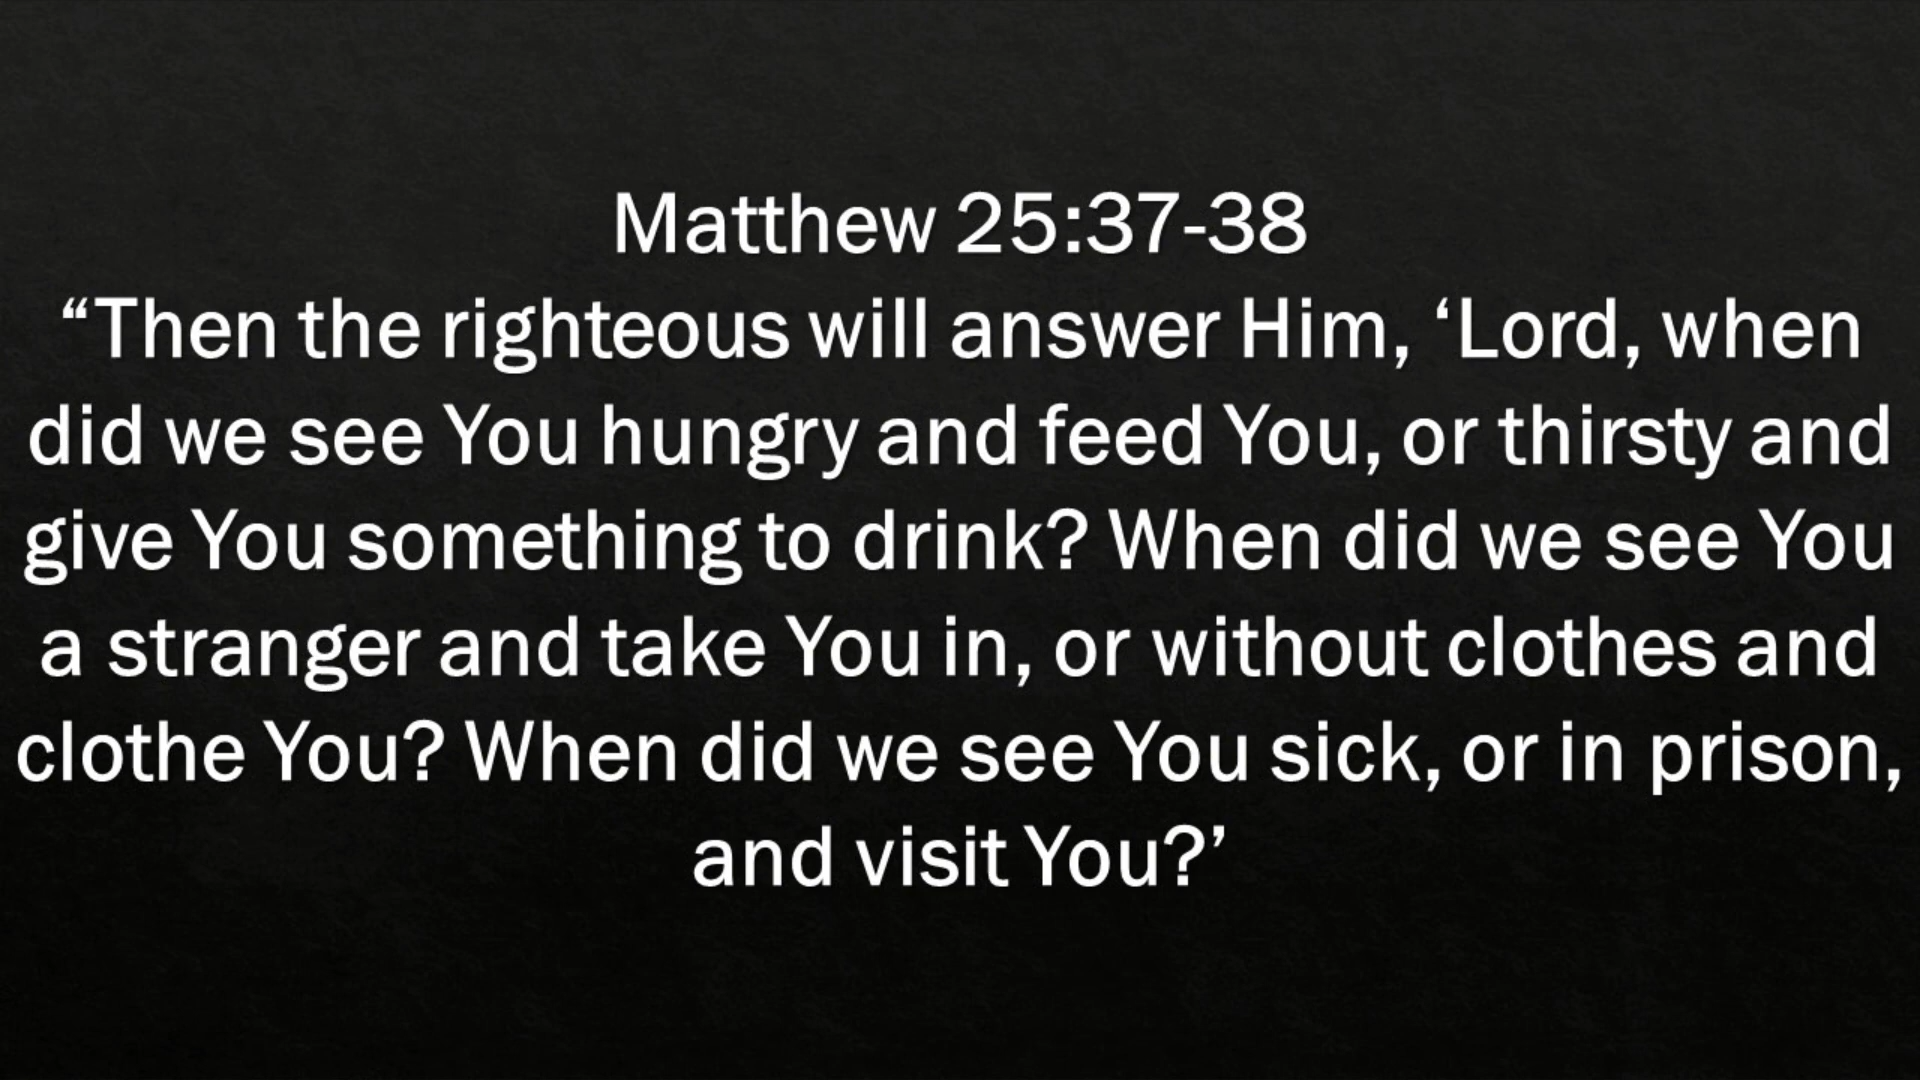 Matthew 25:37-38
“Then the righteous will answer Him, ‘Lord, when
did we see You hungry and feed You, or thirsty and
give You something to drink? When did we see You
a stranger and take You in, or without clothes and
clothe You? When did we see You sick, or in prison,
and visit You?’